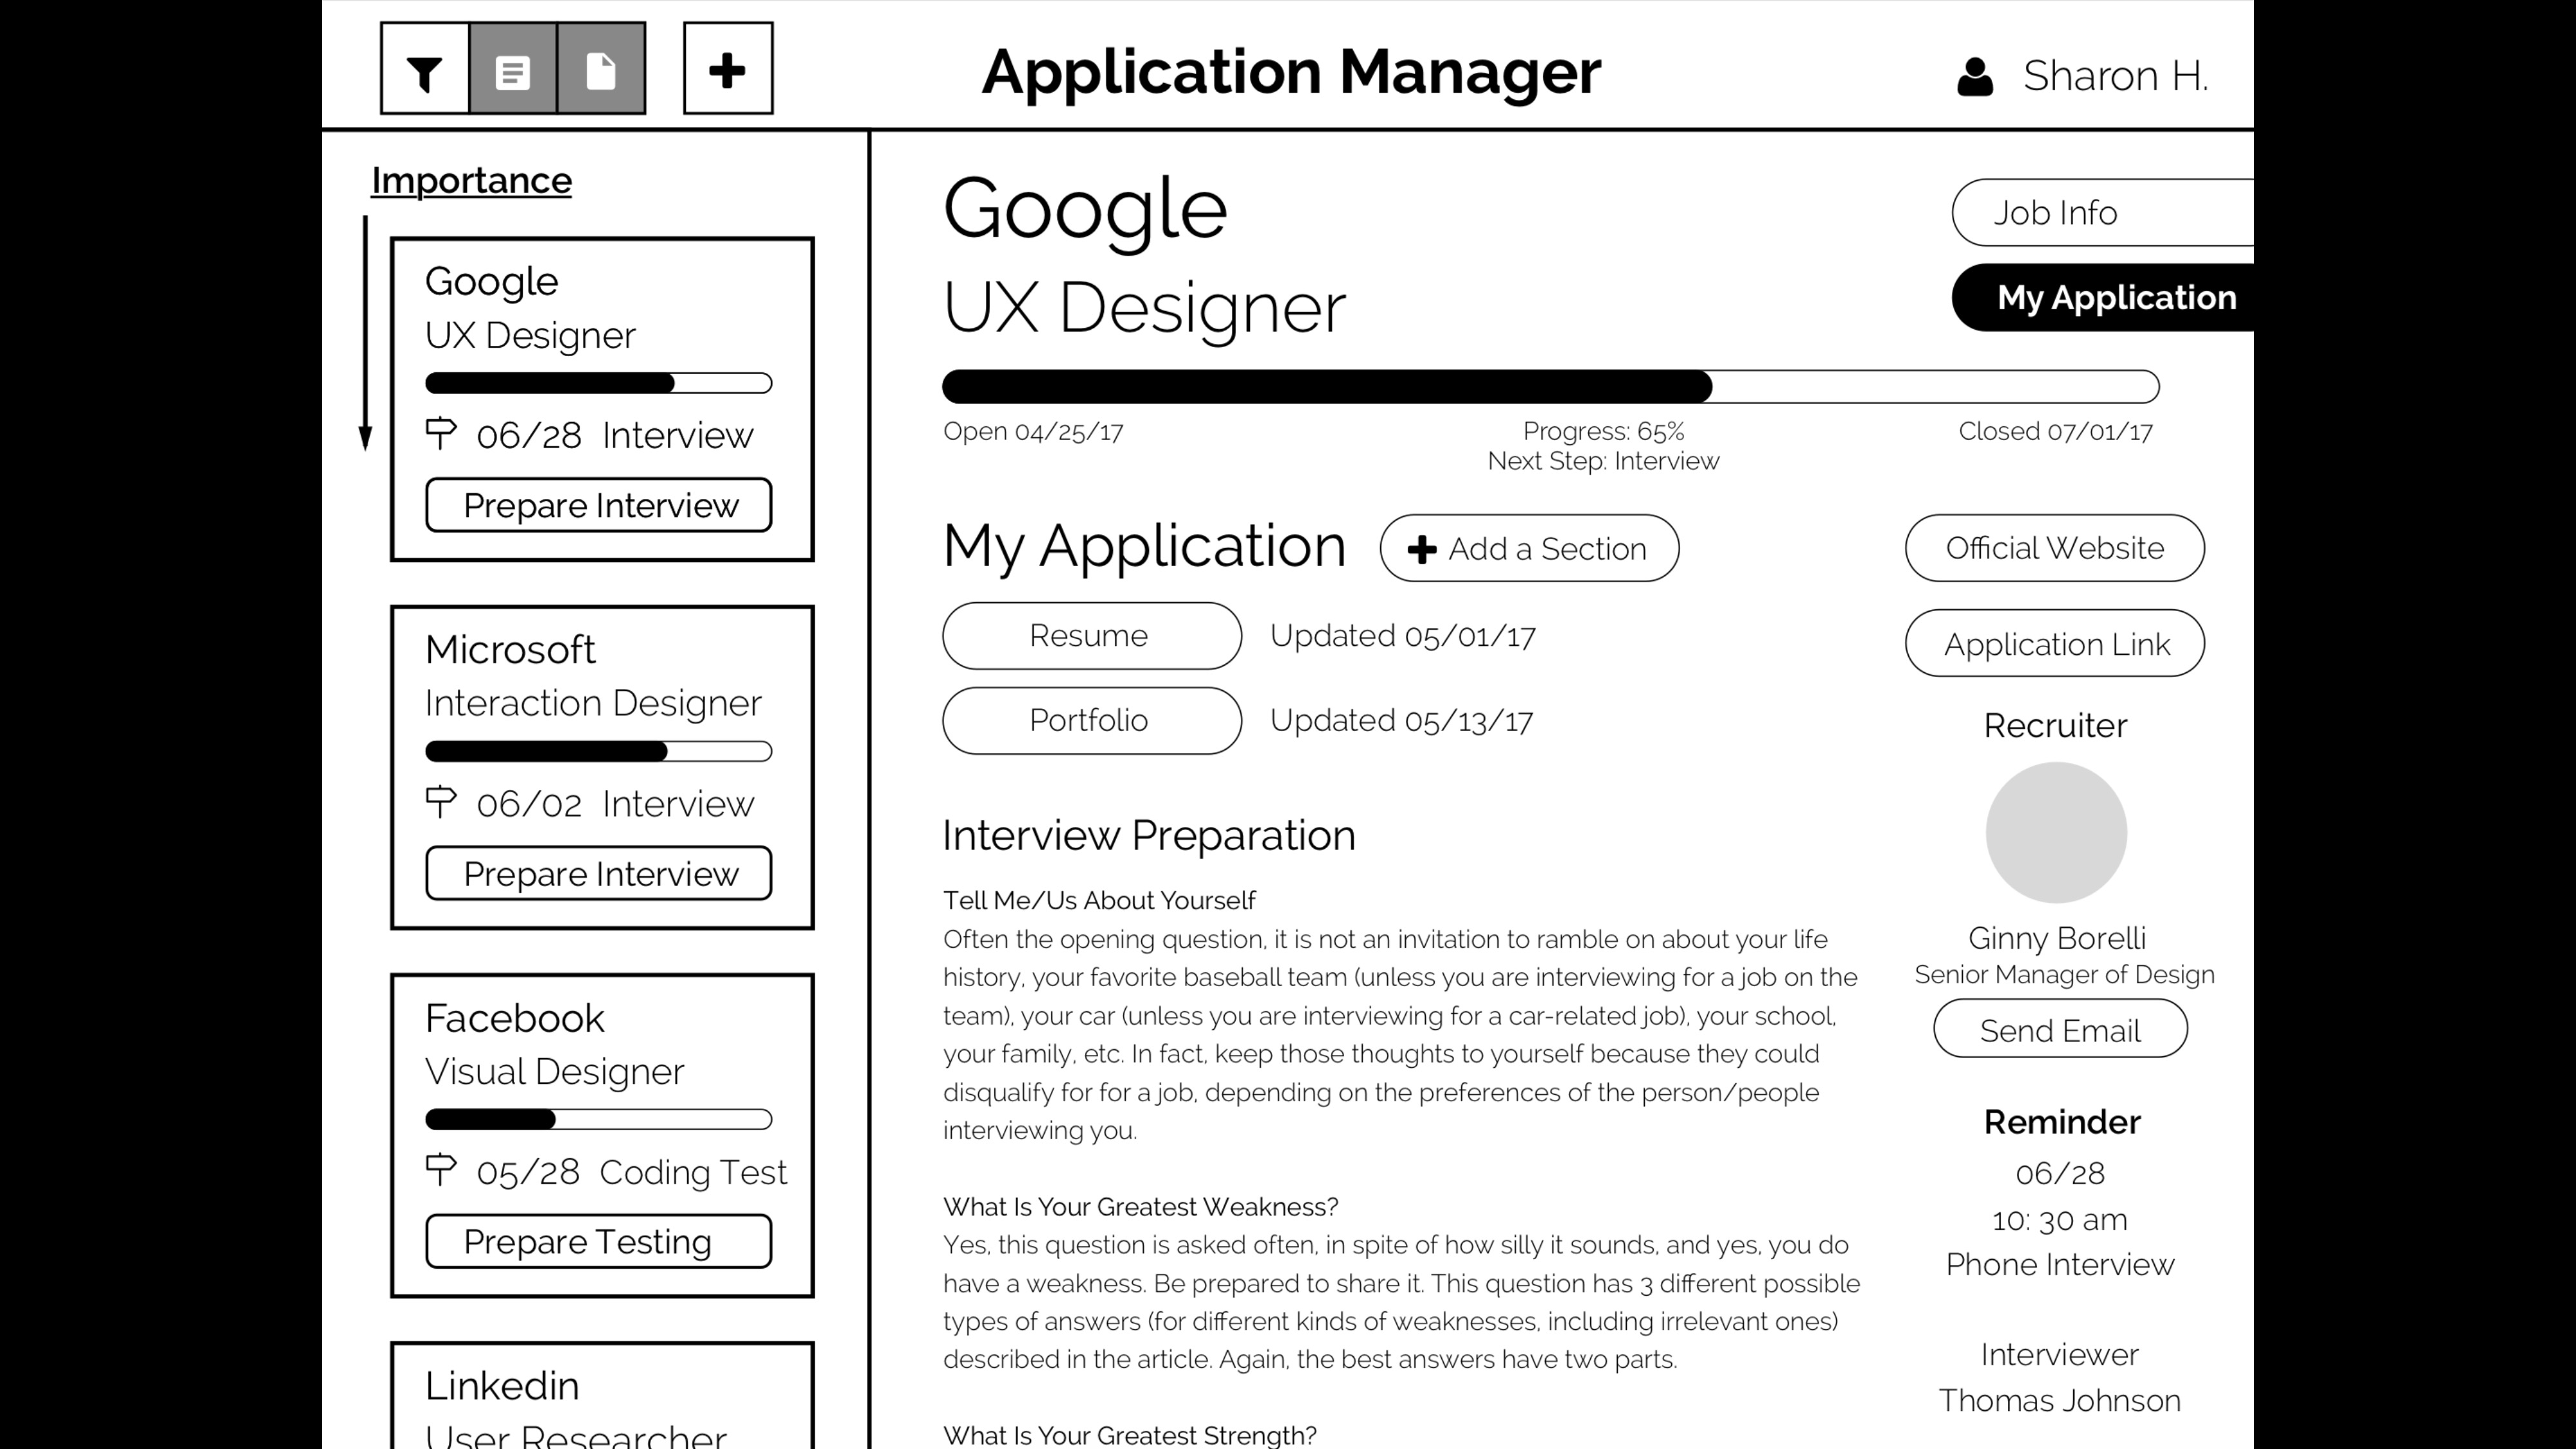 Application Manager
Sharon H.
Importance
Google
UX Designer
06/28 Interview
Prepare Interview
Microsoft
Interaction Designer
06/02 Interview
Prepare Interview
Facebook
Visual Designer
05/28 Coding Test
Prepare Testing
Linkedin
User Researcher
Google
UX Designer
Job Info
My Application
Open 04/25/17
Progress: 65%
Next Step: Interview
Closed 07/01/17
My Application
Add a Section
Resume
Updated 05/01/17
Portfolio
Updated 05/13/17
Interview Preparation
Tell Me/Us About Yourself
Often the opening question, it is not an invitation to ramble on about your life
history, your favorite baseball team (unless you are interviewing for a job on the
team), your car (unless you are interviewing for a car-related job), your school,
your family, etc. In fact, keep those thoughts to yourself because they could
disqualify for for a job, depending on the preferences of the person/people
interviewing you.
What Is Your Greatest Weakness?
Yes, this question is asked often, in spite of how silly it sounds, and yes, you do
have a weakness. Be prepared to share it. This question has 3 different possible
types of answers (for different kinds of weaknesses, including irrelevant ones)
described in the article. Again, the best answers have two parts.
What Is Your Greatest Strength?
Official Website
Application Link
Recruiter
Ginny Borelli
Senior Manager of Design
Send Email
Reminder
06/28
10: 30 am
Phone Interview
Interviewer
Thomas Johnson